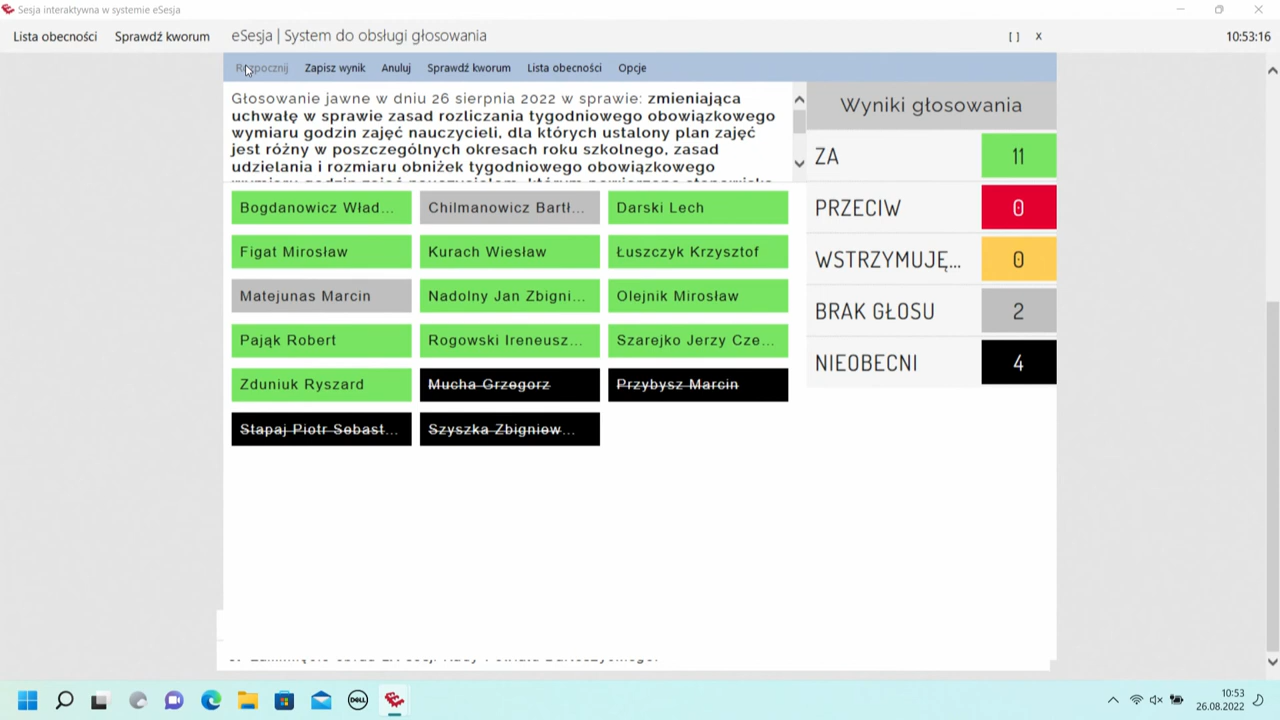 Sesja interaktywna w systemie eSesja
Lista obecności Sprawdź kworum eSesja | System do obsługi głosowania [ ] x 10:53:16
Rozpocznij Zapisz wynik Anuluj Sprawdź kworum Lista obecności Opcje
Głosowanie jawne w dniu 26 sierpnia 2022 w sprawie: zmieniająca
uchwałę w sprawie zasad rozliczania tygodniowego obowiązkowego
wymiaru godzin zajęć nauczycieli, dla których ustalony plan zajęć
jest różny w poszczególnych okresach roku szkolnego, zasad
udzielania i rozmiaru obniżek tygodniowego obowiązkowego
Wyniki głosowania
ZA 11
PRZECIW 0
WSTRZYMUJĘ... 0
BRAK GŁOSU 2
NIEOBECNI 4
Bogdanowicz Wład... Chilmanowicz Bartł... Darski Lech
Figat Mirosław Kurach Wiesław Łuszczyk Krzysztof
Matejunas Marcin Nadolny Jan Zbigni... Olejnik Mirosław
Pająk Robert Rogowski Ireneusz... Szarejko Jerzy Cze...
Zduniuk Ryszard Mucha Grzegorz Przybysz Marcin
Stapaj Piotr Sebast... Szyszka Zbigniew...
DELL
10:53
26.08.2022